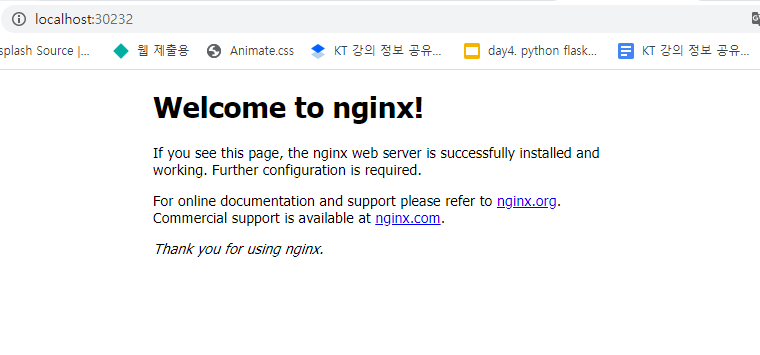 localhost:30232
splash Source |... 웹 제출용 Animate.css KT 강의 정보 공유... day4. python flask... KT 강의 정보 공유...
Welcome to nginx!
If you see this page, the nginx web server is successfully installed and
working. Further configuration is required.
For online documentation and support please refer to nginx.org.
Commercial support is available at nginx.com.
Thank you for using nginx.